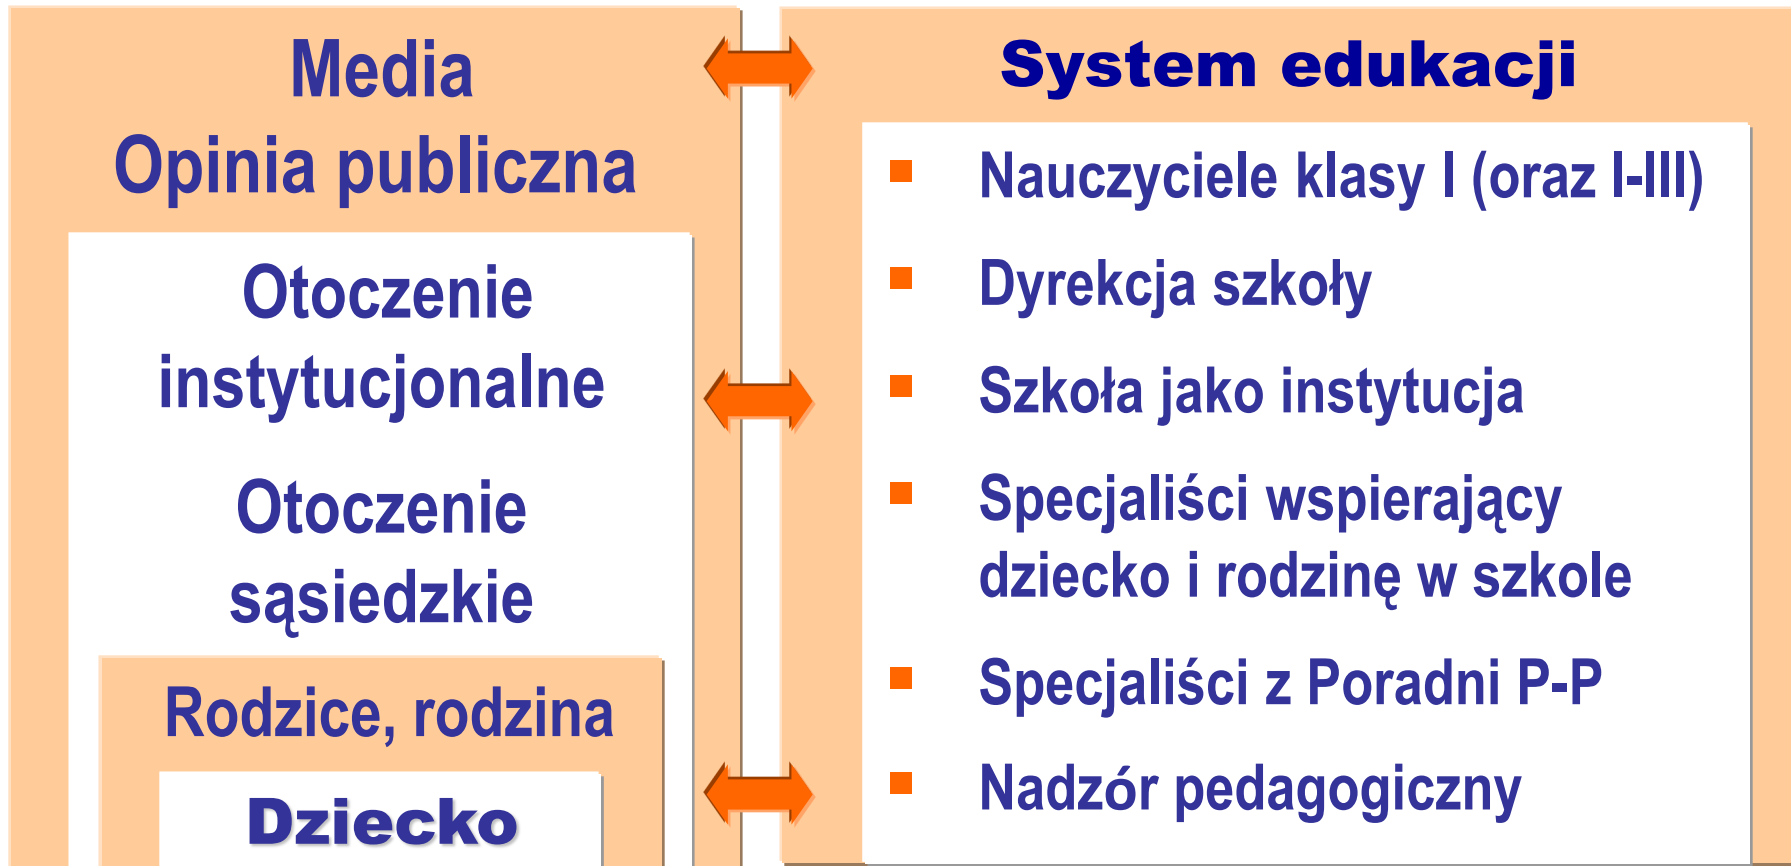 Media
Opinia publiczna
Otoczenie
instytucjonalne
Otoczenie
sąsiedzkie
Rodzice, rodzina
Dziecko
System edukacji
Nauczyciele klasy I (oraz I-III)
Dyrekcja szkoły
Szkoła jako instytucja
Specjaliści wspierający
dziecko i rodzinę w szkole
Specjaliści z Poradni P-P
Nadzór pedagogiczny